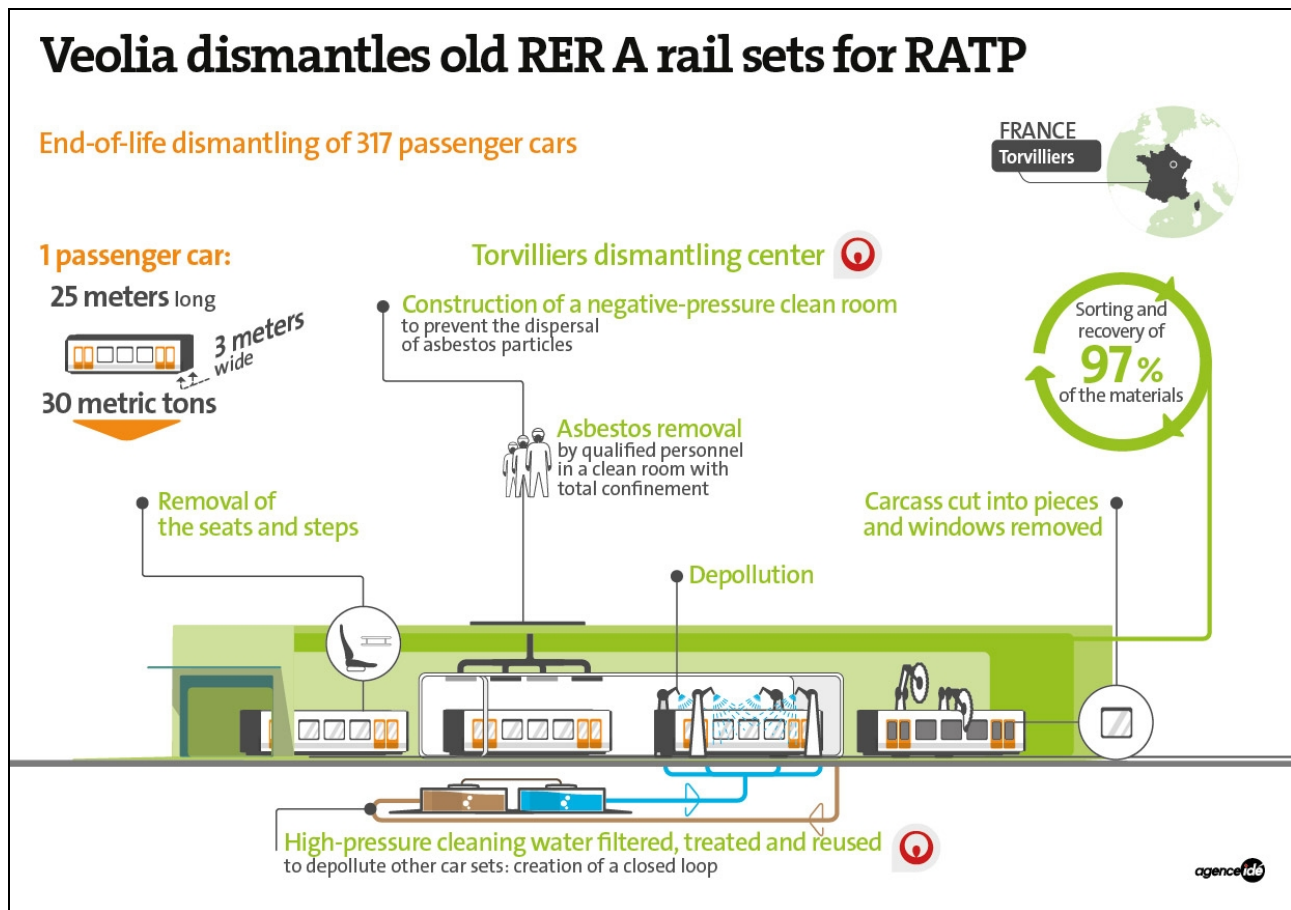 Veolia dismantles old RER A rail sets for RATP
End-of-life dismantling of 317 passenger cars
FRANCE
Torvilliers
1 passenger car:
25 meters long
3 meters
wide
30 metric tons
Torvilliers dismantling center
Construction of a negative-pressure clean room
to prevent the dispersal
of asbestos particles
Sorting and
recovery of
97 %
of the materials
Asbestos removal
by qualified personnel
in a clean room with
total confinement
Removal of
the seats and steps
Carcass cut into pieces
and windows removed
Depollution
High-pressure cleaning water filtered, treated and reused
to depollute other car sets: creation of a closed loop
agence idé